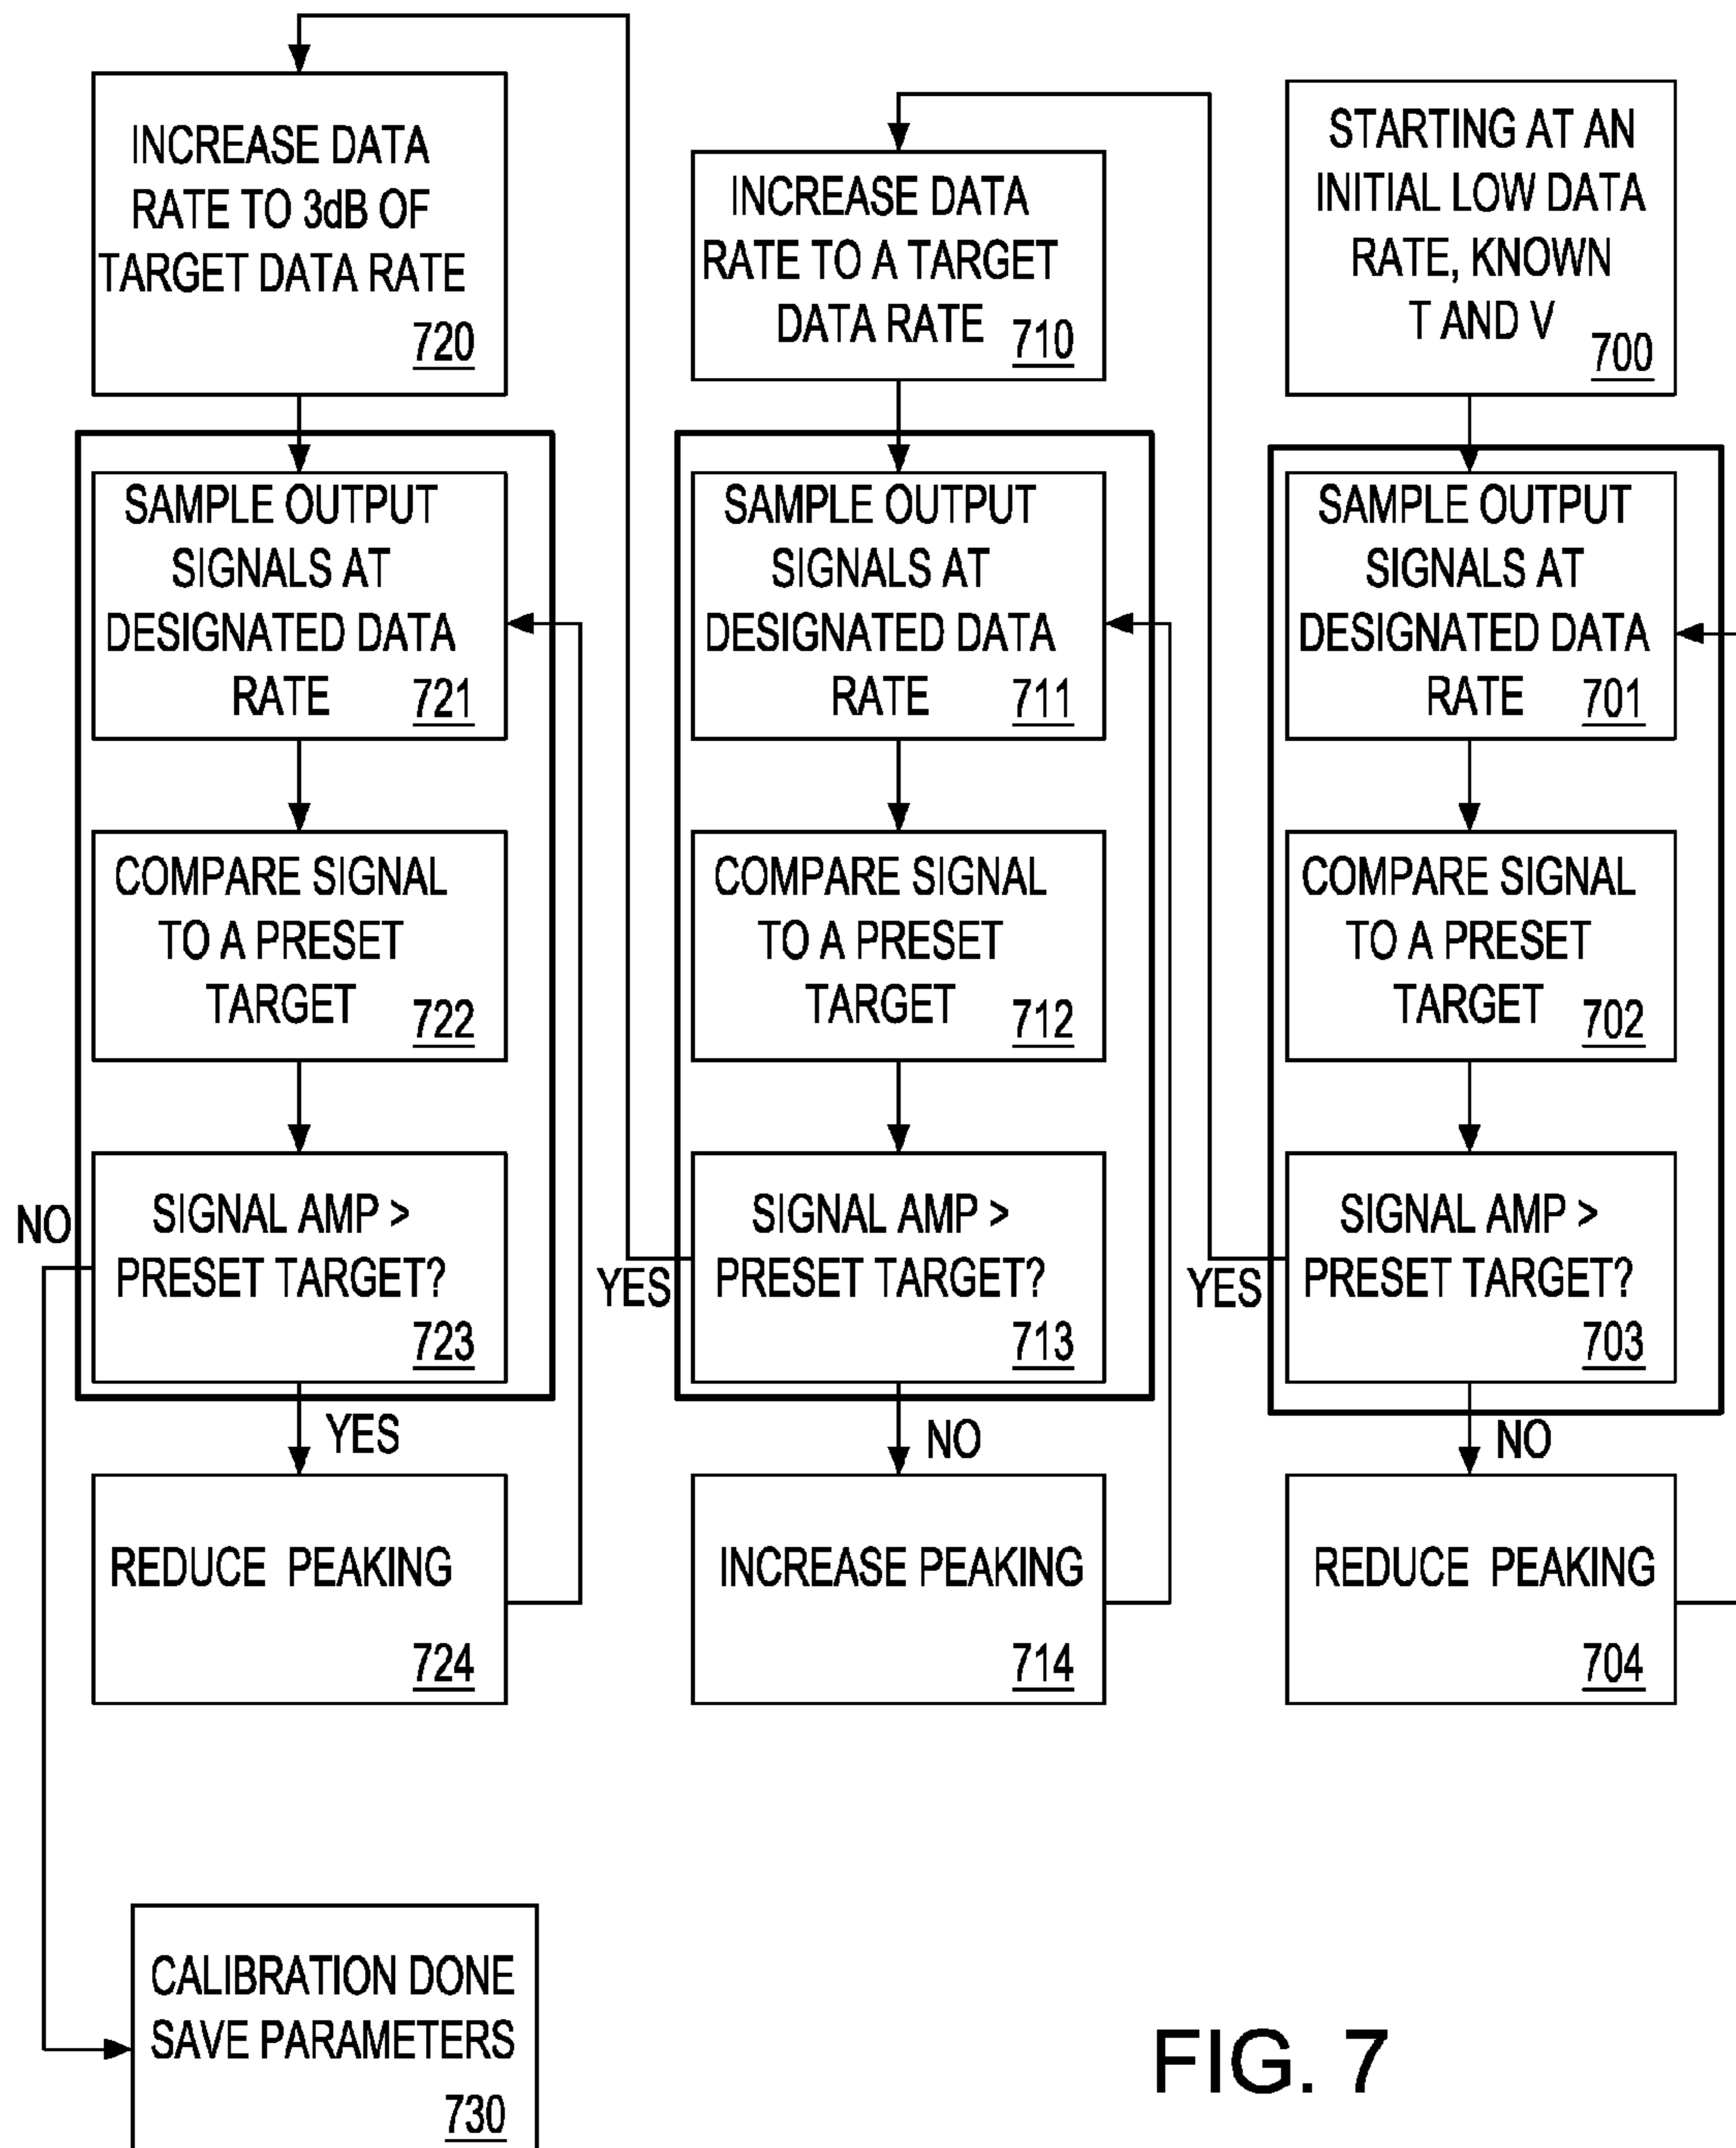 INCREASE DATA
RATE TO 3dB OF
TARGET DATA RATE
720
SAMPLE OUTPUT
SIGNALS AT
DESIGNATED DATA
RATE 721
COMPARE SIGNAL
TO A PRESET
TARGET 722
SIGNAL AMP >
PRESET TARGET?
723
NO
YES
REDUCE PEAKING
724
CALIBRATION DONE
SAVE PARAMETERS
730
INCREASE DATA
RATE TO A TARGET
DATA RATE 710
SAMPLE OUTPUT
SIGNALS AT
DESIGNATED DATA
RATE 711
COMPARE SIGNAL
TO A PRESET
TARGET 712
SIGNAL AMP >
PRESET TARGET?
713
YES
NO
INCREASE PEAKING
714
STARTING AT AN
INITIAL LOW DATA
RATE, KNOWN
T AND V 700
SAMPLE OUTPUT
SIGNALS AT
DESIGNATED DATA
RATE 701
COMPARE SIGNAL
TO A PRESET
TARGET 702
SIGNAL AMP >
PRESET TARGET?
703
YES
NO
REDUCE PEAKING
704
FIG. 7